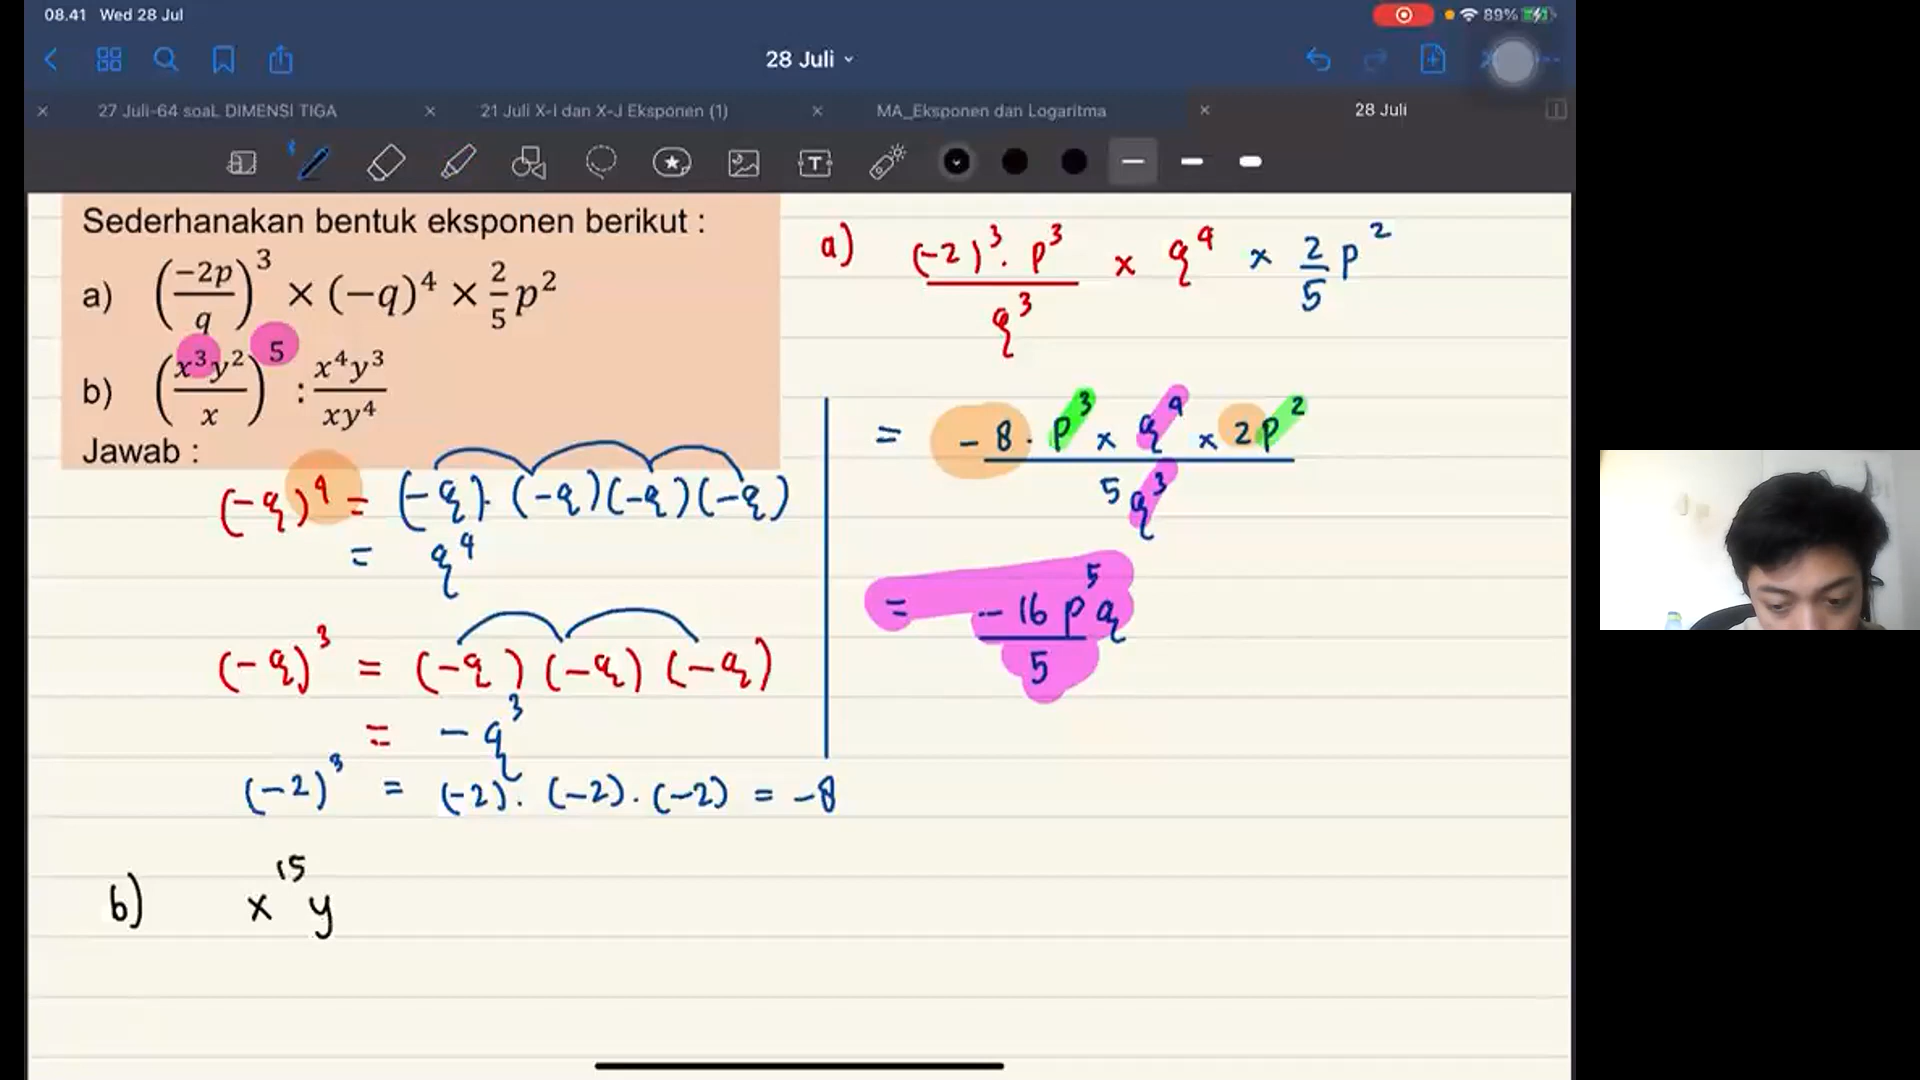 08.41 Wed 28 Jul
89%
28 Juli
27 Juli-64 soaL DIMENSI TIGA
21 Juli X-I dan X-J Eksponen (1)
MA_Eksponen dan Logaritma
28 Juli
Sederhanakan bentuk eksponen berikut :
a) (−2p/q)³ × (−q)⁴ × 2/5 p²
b) (x³y²/x)⁵ : x⁴y³/xy⁴
Jawab :
(−q)⁴ = (−q)·(−q)(−q)(−q)
= q⁴
(−q)³ = (−q)(−q)(−q)
= −q³
(−2)³ = (−2)·(−2)·(−2) = −8
a) (−2)³·p³/q³ × q⁴ × 2/5 p²
= −8·p³ × q⁴ × 2p²/5q³
= −16p⁵q/5
b) x¹⁵y